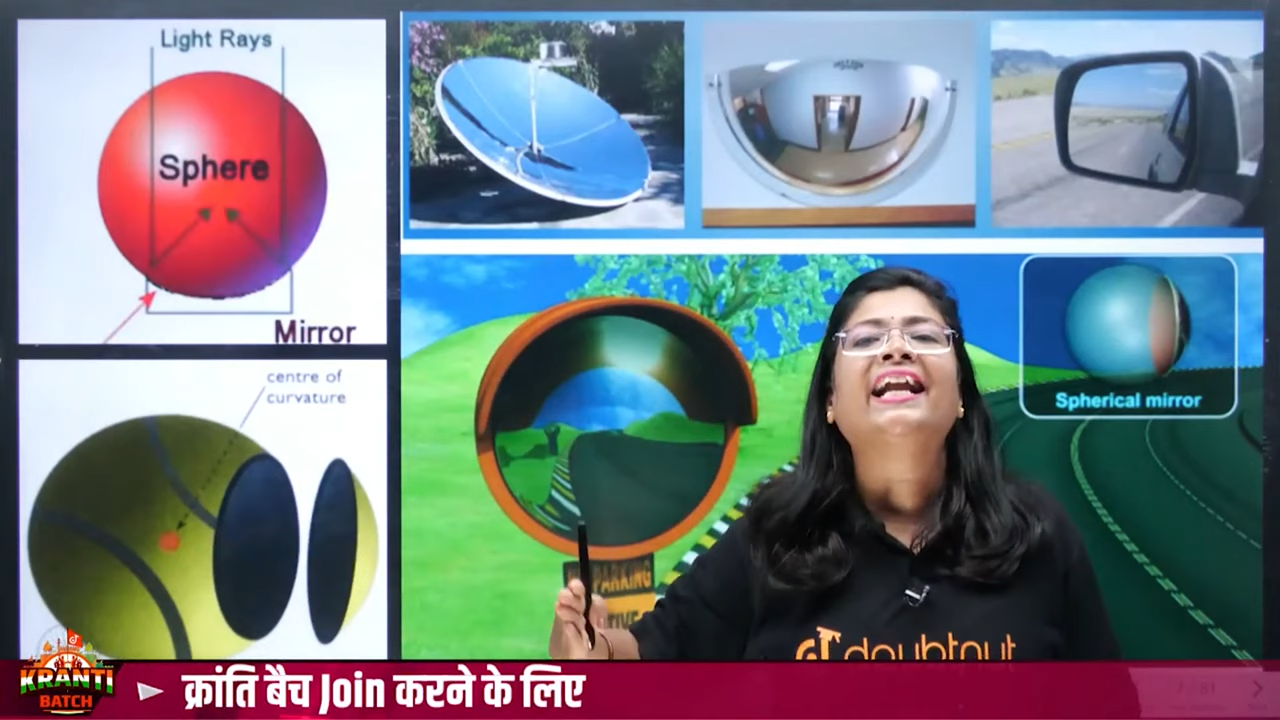 Light Rays
Sphere
Mirror
centre of
curvature
Spherical mirror
PARKING
doubtnut
KRANTI
BATCH
क्रांति बैच Join करने के लिए